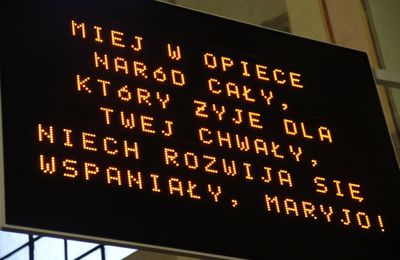 MIEJ W OPIECE
NARÓD CAŁY,
KTÓRY ŻYJE DLA
TWEJ CHWAŁY,
NIECH ROZWIJA SIĘ
WSPANIAŁY, MARYJO!